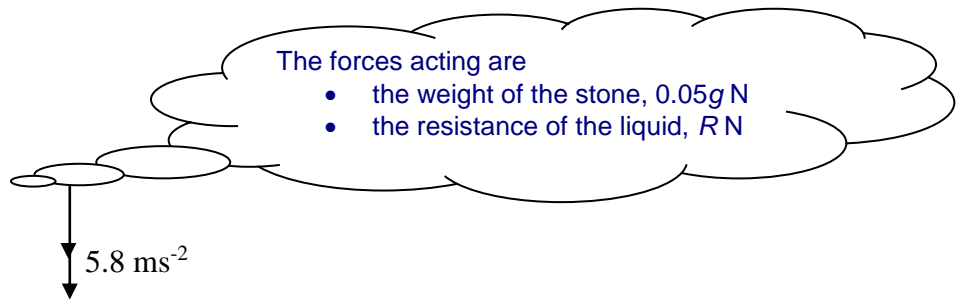 The forces acting are
• the weight of the stone, 0.05g N
• the resistance of the liquid, R N
5.8 ms⁻²